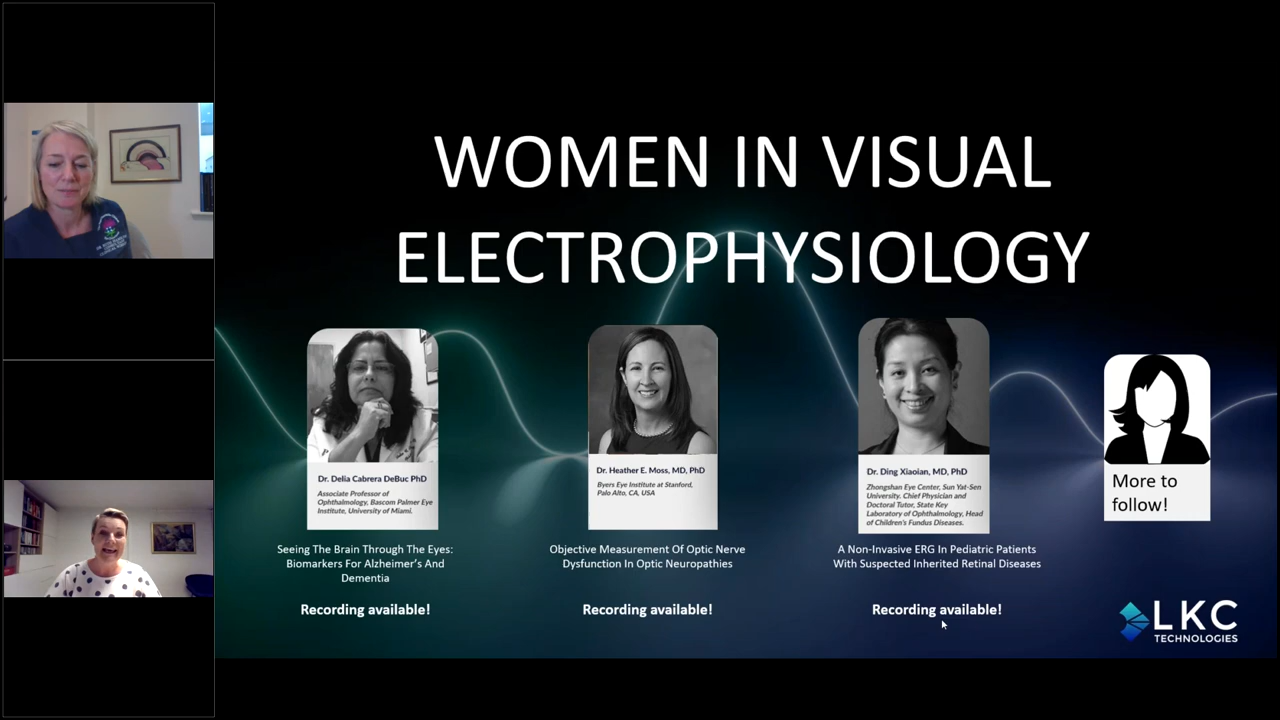 WOMEN IN VISUAL
ELECTROPHYSIOLOGY
Dr. Delia Cabrera DeBuc PhD
Associate Professor of
Ophthalmology, Bascom Palmer Eye
Institute, University of Miami.
Seeing The Brain Through The Eyes:
Biomarkers For Alzheimer's And
Dementia
Recording available!
Dr. Heather E. Moss, MD, PhD
Byers Eye Institute at Stanford,
Palo Alto, CA, USA
Objective Measurement Of Optic Nerve
Dysfunction In Optic Neuropathies
Recording available!
Dr. Ding Xiaoian, MD, PhD
Zhongshan Eye Center, Sun Yat-Sen
University. Chief Physician and
Doctoral Tutor, State Key
Laboratory of Ophthalmology, Head
of Children's Fundus Diseases.
A Non-Invasive ERG In Pediatric Patients
With Suspected Inherited Retinal Diseases
Recording available!
More to
follow!
LKC
TECHNOLOGIES